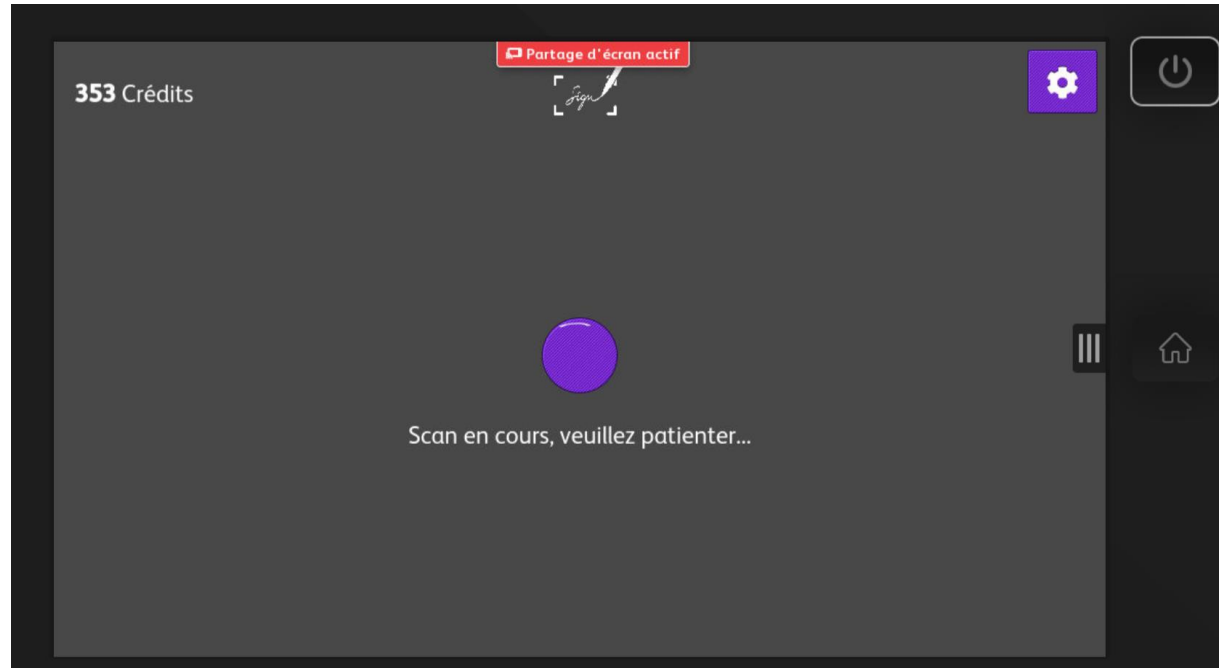 Partage d'écran actif
353 Crédits
Sign
Scan en cours, veuillez patienter...